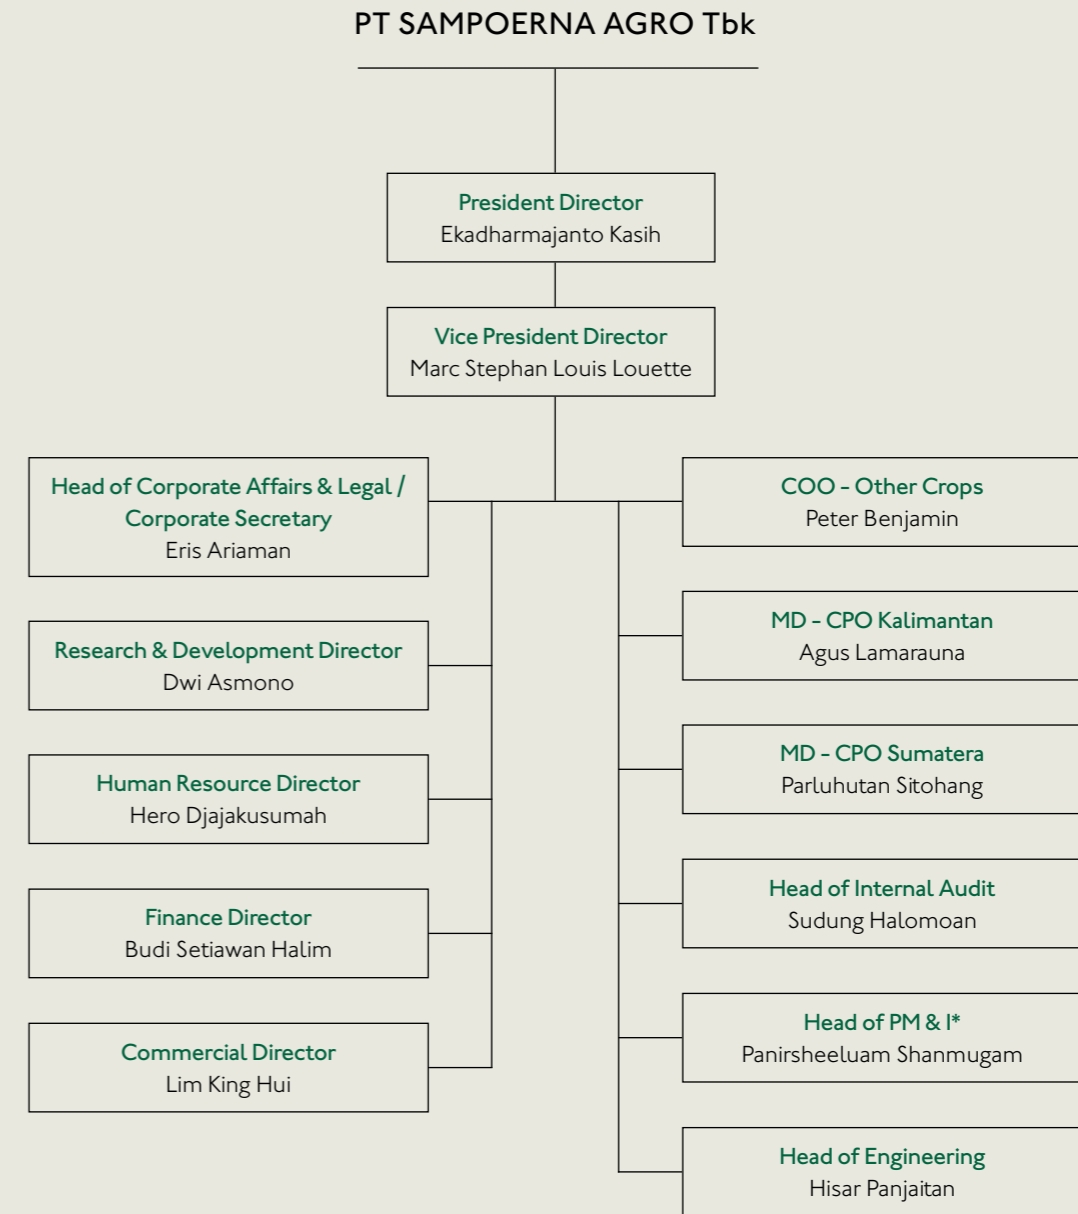 PT SAMPOERNA AGRO Tbk
President Director
Ekadharmajanto Kasih
Vice President Director
Marc Stephan Louis Louette
Head of Corporate Affairs & Legal /
Corporate Secretary
Eris Ariaman
Research & Development Director
Dwi Asmono
Human Resource Director
Hero Djajakusumah
Finance Director
Budi Setiawan Halim
Commercial Director
Lim King Hui
COO - Other Crops
Peter Benjamin
MD - CPO Kalimantan
Agus Lamarauna
MD - CPO Sumatera
Parluhutan Sitohang
Head of Internal Audit
Sudung Halomoan
Head of PM & I*
Panirsheeluam Shanmugam
Head of Engineering
Hisar Panjaitan